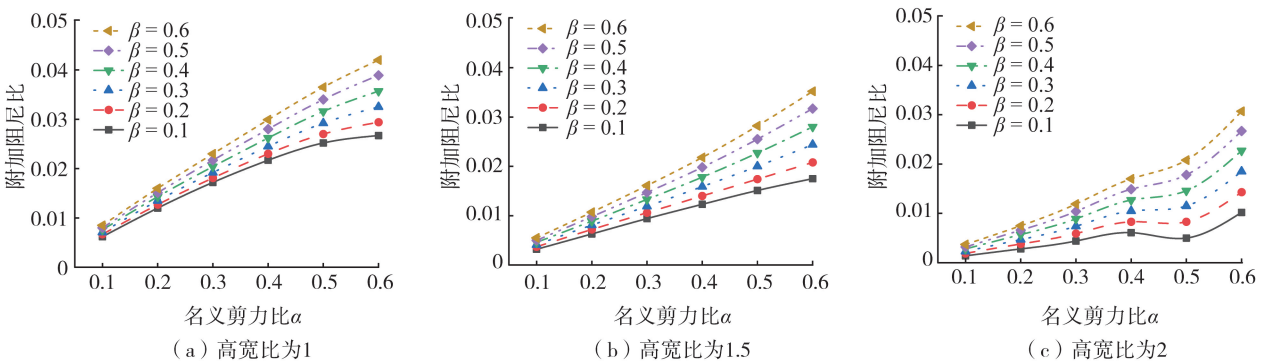 0.05
0.04
0.03
0.02
0.01
0
附加阻尼比
β = 0.6
β = 0.5
β = 0.4
β = 0.3
β = 0.2
β = 0.1
0.1 0.2 0.3 0.4 0.5 0.6
名义剪力比α
（a）高宽比为1
0.05
0.04
0.03
0.02
0.01
0
附加阻尼比
β = 0.6
β = 0.5
β = 0.4
β = 0.3
β = 0.2
β = 0.1
0.1 0.2 0.3 0.4 0.5 0.6
名义剪力比α
（b）高宽比为1.5
0.05
0.04
0.03
0.02
0.01
0
附加阻尼比
β = 0.6
β = 0.5
β = 0.4
β = 0.3
β = 0.2
β = 0.1
0.1 0.2 0.3 0.4 0.5 0.6
名义剪力比α
（c）高宽比为2